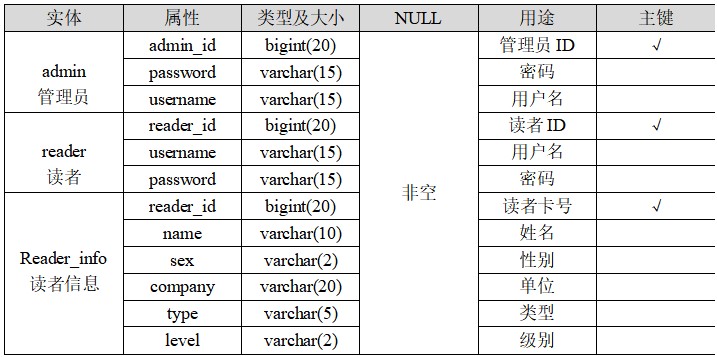 实体 属性 类型及大小 NULL 用途 主键
admin 管理员 admin_id bigint(20) 非空 管理员 ID √
password varchar(15) 密码
username varchar(15) 用户名
reader 读者 reader_id bigint(20) 读者 ID √
username varchar(15) 用户名
password varchar(15) 密码
Reader_info 读者信息 reader_id bigint(20) 读者卡号 √
name varchar(10) 姓名
sex varchar(2) 性别
company varchar(20) 单位
type varchar(5) 类型
level varchar(2) 级别